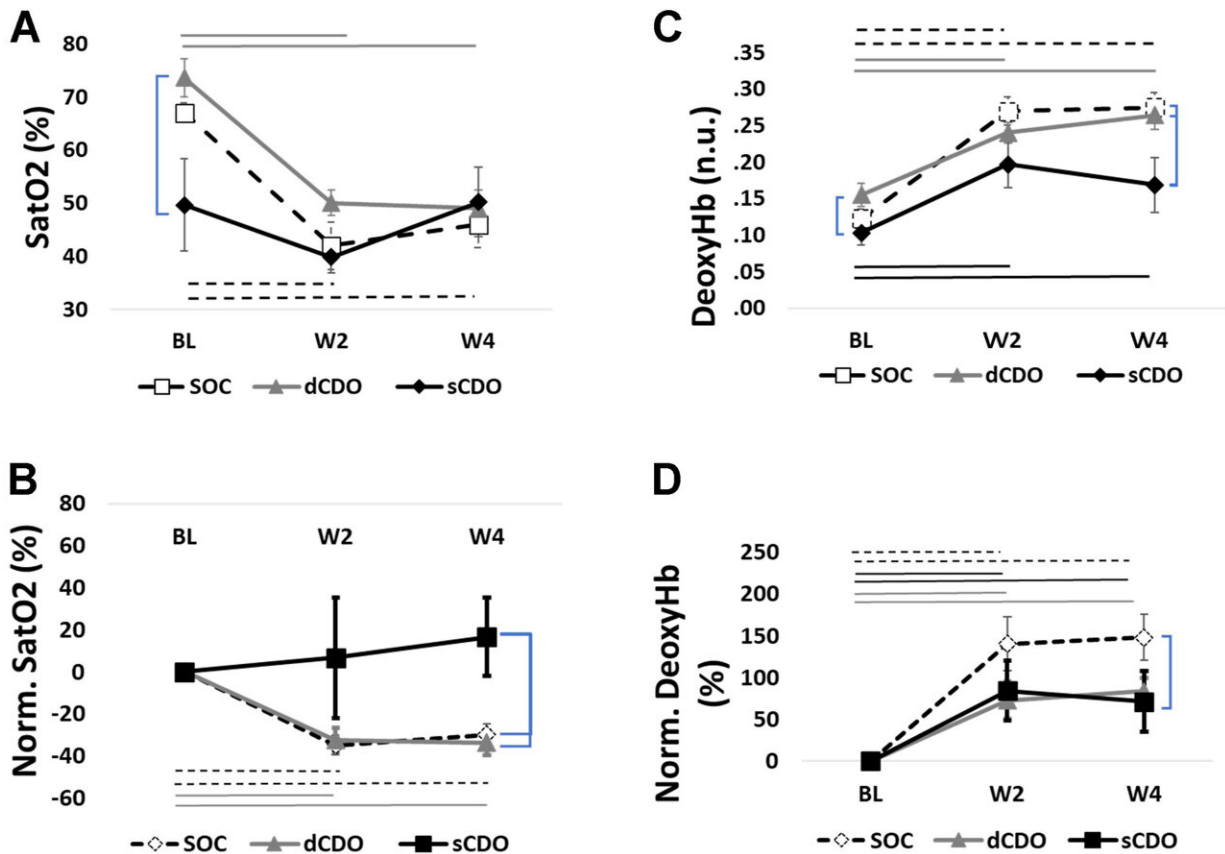 A
SatO2 (%)
80
70
60
50
40
30
BL W2 W4
SOC dCDO sCDO
C
DeoxyHb (n.u.)
.35
.30
.25
.20
.15
.10
.05
.00
BL W2 W4
SOC dCDO sCDO
B
Norm. SatO2 (%)
80
60
40
20
0
-20
-40
-60
BL W2 W4
SOC dCDO sCDO
D
Norm. DeoxyHb
(%)
250
200
150
100
50
0
BL W2 W4
SOC dCDO sCDO